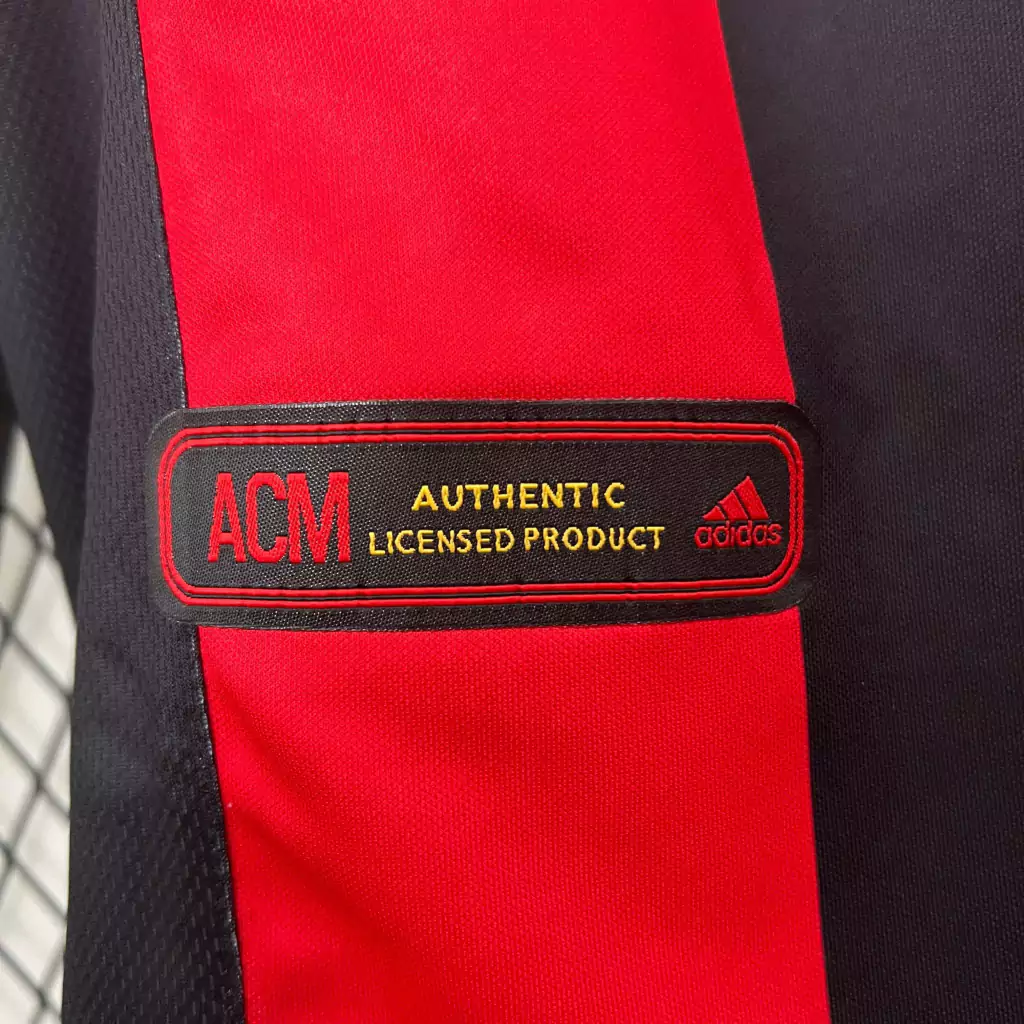 ACM
AUTHENTIC
LICENSED PRODUCT
adidas